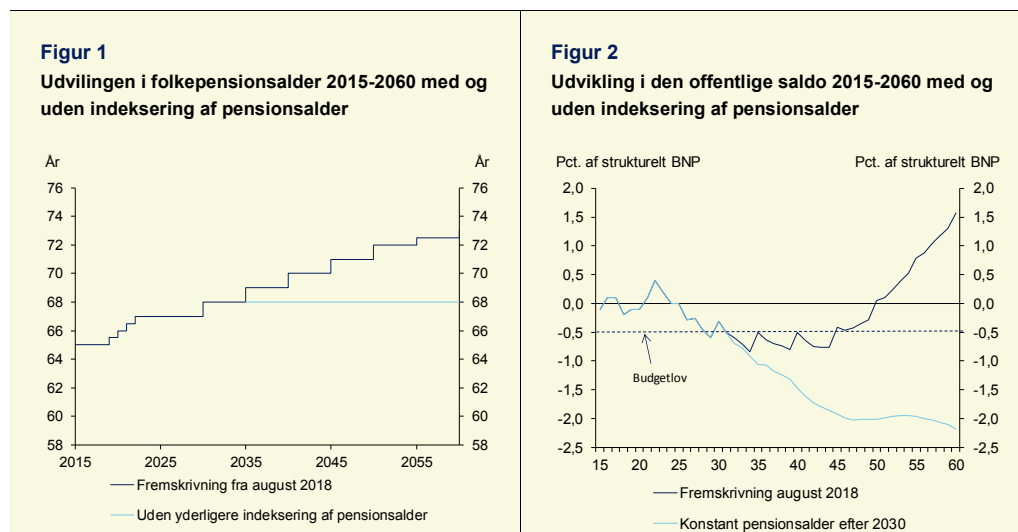 Figur 1
Udvilingen i folkepensionsalder 2015-2060 med og
uden indeksering af pensionsalder
År År
76 76
74 74
72 72
70 70
68 68
66 66
64 64
62 62
60 60
58 58
2015 2025 2035 2045 2055
Fremskrivning fra august 2018
Uden yderligere indeksering af pensionsalder
Figur 2
Udvikling i den offentlige saldo 2015-2060 med og
uden indeksering af pensionsalder
Pct. af strukturelt BNP Pct. af strukturelt BNP
2,0 2,0
1,5 1,5
1,0 1,0
0,5 0,5
0,0 0,0
-0,5 -0,5
-1,0 -1,0
Budgetlov
-1,5 -1,5
-2,0 -2,0
-2,5 -2,5
15 20 25 30 35 40 45 50 55 60
Fremskrivning august 2018
Konstant pensionsalder efter 2030